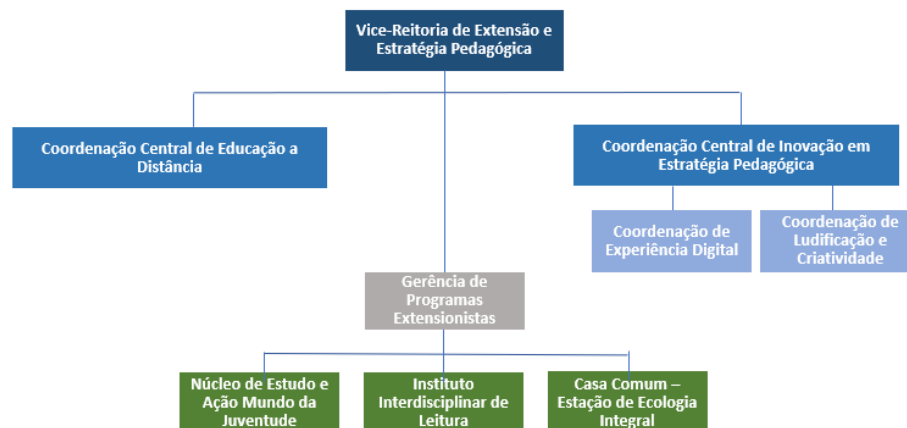 Vice-Reitoria de Extensão e
Estratégia Pedagógica
Coordenação Central de Educação a
Distância
Coordenação Central de Inovação em
Estratégia Pedagógica
Coordenação de
Experiência Digital
Coordenação de
Ludificação e
Criatividade
Gerência de
Programas
Extensionistas
Núcleo de Estudo e
Ação Mundo da
Juventude
Instituto
Interdisciplinar de
Leitura
Casa Comum –
Estação de Ecologia
Integral